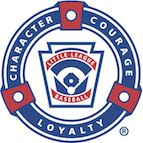 CHARACTER
COURAGE
LOYALTY
LITTLE LEAGUE
BASEBALL
®